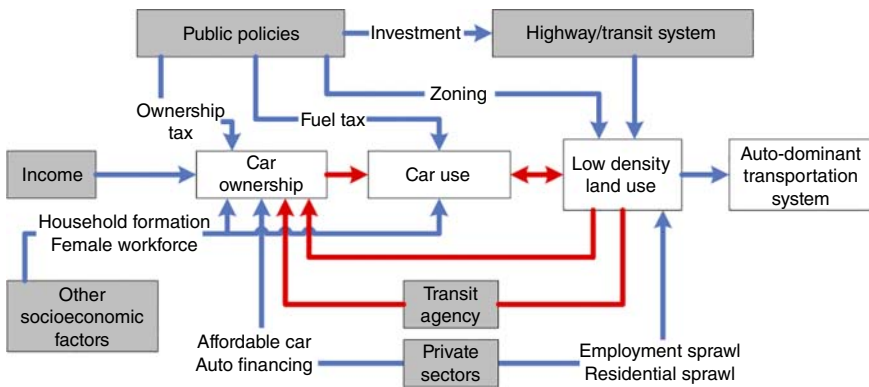 Public policies
Investment
Highway/transit system
Zoning
Ownership
tax
Fuel tax
Income
Car
ownership
Car use
Low density
land use
Auto-dominant
transportation
system
Household formation
Female workforce
Other
socioeconomic
factors
Transit
agency
Affordable car
Auto financing
Private
sectors
Employment sprawl
Residential sprawl